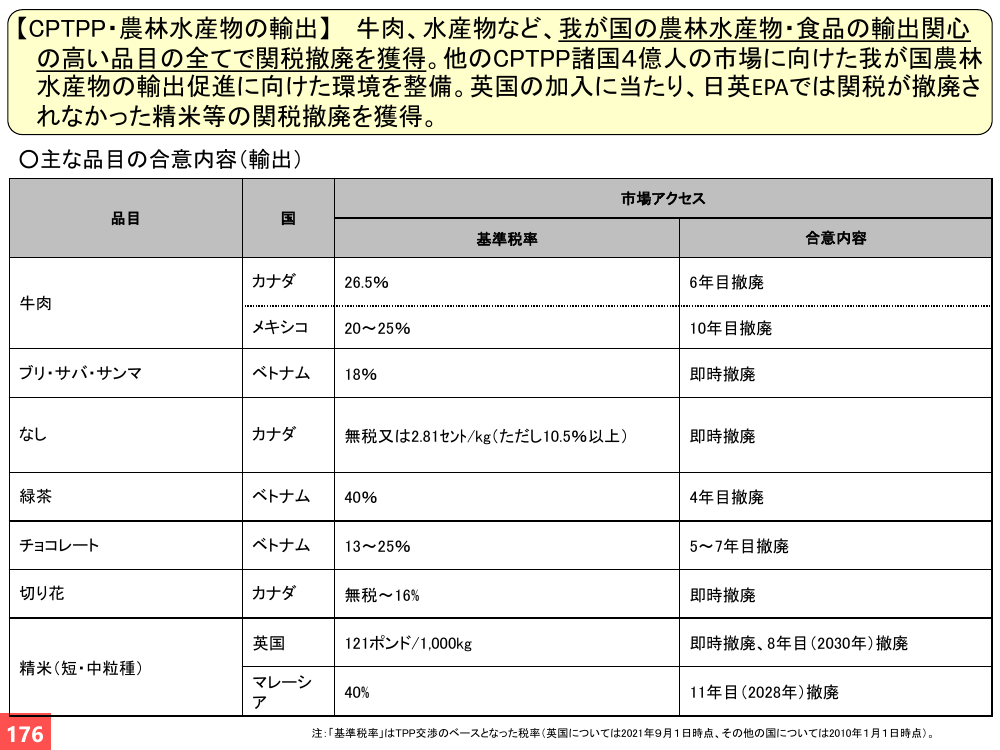 【CPTPP・農林水産物の輸出】　牛肉、水産物など、我が国の農林水産物・食品の輸出関心
の高い品目の全てで関税撤廃を獲得。他のCPTPP諸国４億人の市場に向けた我が国農林
水産物の輸出促進に向けた環境を整備。英国の加入に当たり、日英EPAでは関税が撤廃さ
れなかった精米等の関税撤廃を獲得。
〇主な品目の合意内容（輸出）
品目　国　市場アクセス
基準税率　合意内容
牛肉　カナダ　26.5%　6年目撤廃
メキシコ　20～25%　10年目撤廃
ブリ・サバ・サンマ　ベトナム　18%　即時撤廃
なし　カナダ　無税又は2.81ｾﾝﾄ/kg（ただし10.5%以上）　即時撤廃
緑茶　ベトナム　40%　4年目撤廃
チョコレート　ベトナム　13～25%　5～7年目撤廃
切り花　カナダ　無税～16%　即時撤廃
精米（短・中粒種）　英国　121ポンド/1,000kg　即時撤廃、8年目（2030年）撤廃
マレーシ
ア　40%　11年目（2028年）撤廃
176
注：「基準税率」はTPP交渉のベースとなった税率（英国については2021年９月１日時点、その他の国については2010年１月１日時点）。